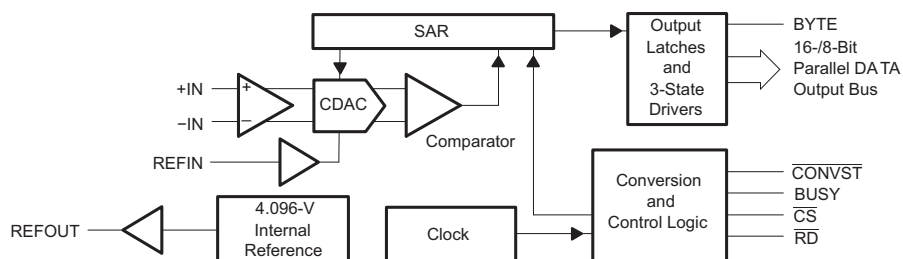 SAR
Output
Latches
and
3-State
Drivers
BYTE
16-/8-Bit
Parallel DATA
Output Bus
+IN
−IN
+
−
CDAC
Comparator
REFIN
Conversion
and
Control Logic
CONVST
BUSY
CS
RD
REFOUT
4.096-V
Internal
Reference
Clock